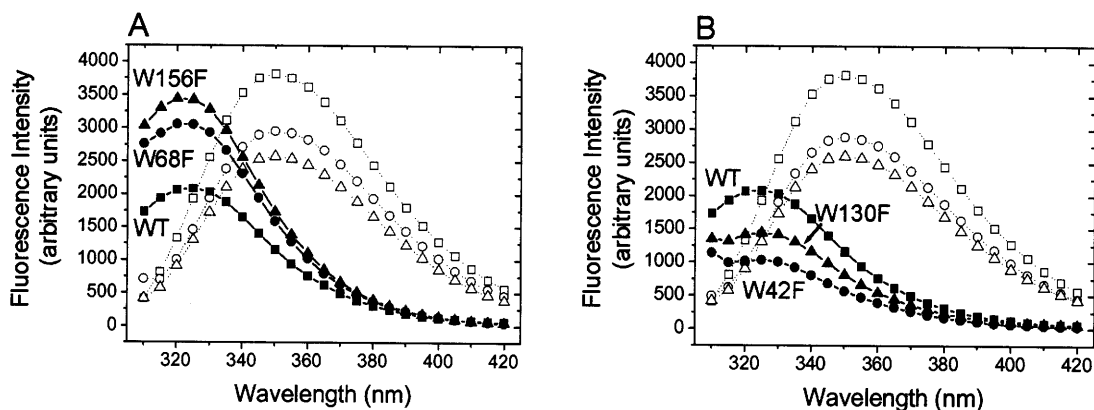 A
Fluorescence Intensity
(arbitrary units)
4000
3500
3000
2500
2000
1500
1000
500
0
W156F
W68F
WT
320
340
360
380
400
420
Wavelength (nm)
B
Fluorescence Intensity
(arbitrary units)
4000
3500
3000
2500
2000
1500
1000
500
0
WT
W130F
W42F
320
340
360
380
400
420
Wavelength (nm)